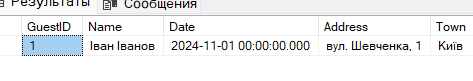 Результаты Сообщения
GuestID Name Date Address Town
1 Іван Іванов 2024-11-01 00:00:00.000 вул. Шевченка, 1 Київ